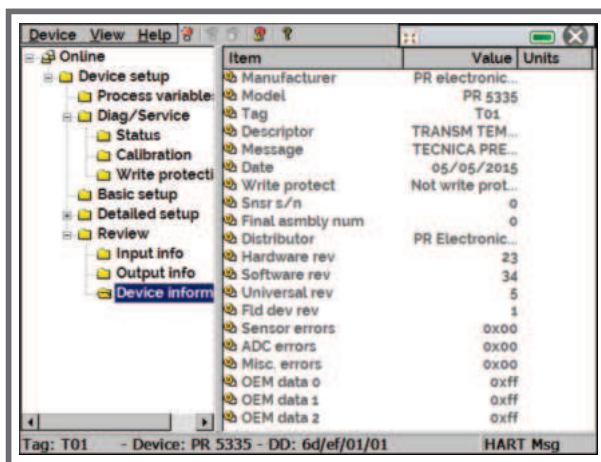 Device View Help
Online
Device setup
Process variable
Diag/Service
Status
Calibration
Write protecti
Basic setup
Detailed setup
Review
Input info
Output info
Device inform
Item Value Units
Manufacturer PR electronic...
Model PR 5335
Tag T01
Descriptor TRANSM TEM...
Message TECNICA PRE...
Date 05/05/2015
Write protect Not write prot...
Snsr s/n 0
Final asmbly num 0
Distributor PR Electronic...
Hardware rev 23
Software rev 34
Universal rev 5
Fld dev rev 1
Sensor errors 0x00
ADC errors 0x00
Misc. errors 0x00
OEM data 0 0xff
OEM data 1 0xff
OEM data 2 0xff
Tag: T01 - Device: PR 5335 - DD: 6d/ef/01/01 HART Msg